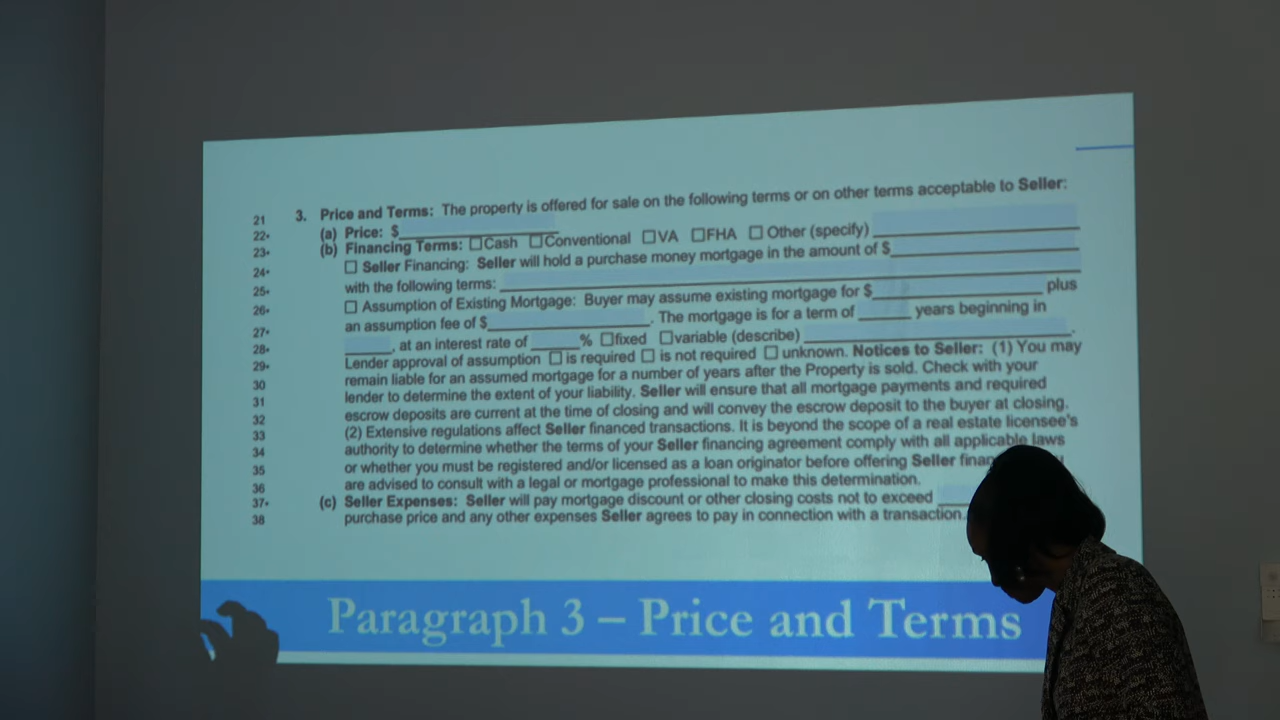 21 3. Price and Terms: The property is offered for sale on the following terms or on other terms acceptable to Seller:
22• (a) Price: $
23• (b) Financing Terms: ☐Cash ☐Conventional ☐VA ☐FHA ☐ Other (specify)
24• ☐ Seller Financing: Seller will hold a purchase money mortgage in the amount of $
25• with the following terms:
26• ☐ Assumption of Existing Mortgage: Buyer may assume existing mortgage for $ plus
27• an assumption fee of $ . The mortgage is for a term of years beginning in
28• , at an interest rate of % ☐fixed ☐variable (describe) .
29• Lender approval of assumption ☐ is required ☐ is not required ☐ unknown. Notices to Seller: (1) You may
30 remain liable for an assumed mortgage for a number of years after the Property is sold. Check with your
31 lender to determine the extent of your liability. Seller will ensure that all mortgage payments and required
32 escrow deposits are current at the time of closing and will convey the escrow deposit to the buyer at closing.
33 (2) Extensive regulations affect Seller financed transactions. It is beyond the scope of a real estate licensee's
34 authority to determine whether the terms of your Seller financing agreement comply with all applicable laws
35 or whether you must be registered and/or licensed as a loan originator before offering Seller
36 are advised to consult with a legal or mortgage professional to make this determination.
37• (c) Seller Expenses: Seller will pay mortgage discount or other closing costs not to exceed
38 purchase price and any other expenses Seller agrees to pay in connection with a transaction.
Paragraph 3 – Price and Terms